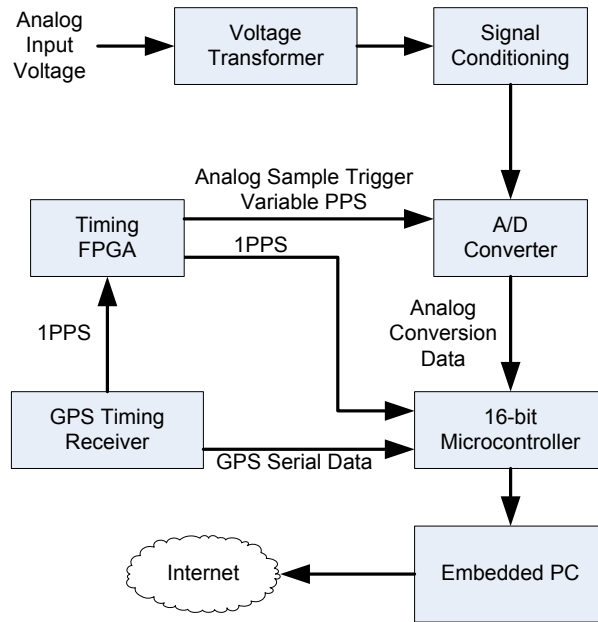 Analog
Input
Voltage
Voltage
Transformer
Signal
Conditioning
Analog Sample Trigger
Variable PPS
Timing
FPGA
1PPS
A/D
Converter
1PPS
Analog
Conversion
Data
GPS Timing
Receiver
GPS Serial Data
16-bit
Microcontroller
Internet
Embedded PC